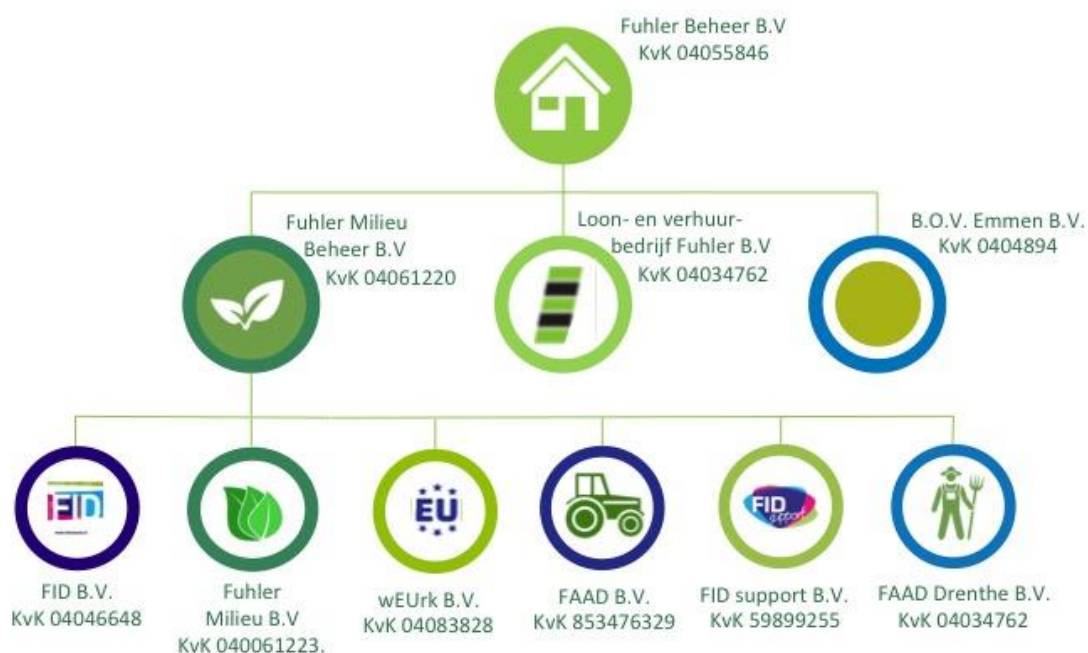 Fuhler Beheer B.V
KvK 04055846
Fuhler Milieu
Beheer B.V
KvK 04061220
Loon- en verhuur-
bedrijf Fuhler B.V
KvK 04034762
B.O.V. Emmen B.V.
KvK 0404894
FID
EU
FID
support
FID B.V.
KvK 04046648
Fuhler
Milieu B.V
KvK 040061223.
wEUrk B.V.
KvK 04083828
FAAD B.V.
KvK 853476329
FID support B.V.
KvK 59899255
FAAD Drenthe B.V.
KvK 04034762